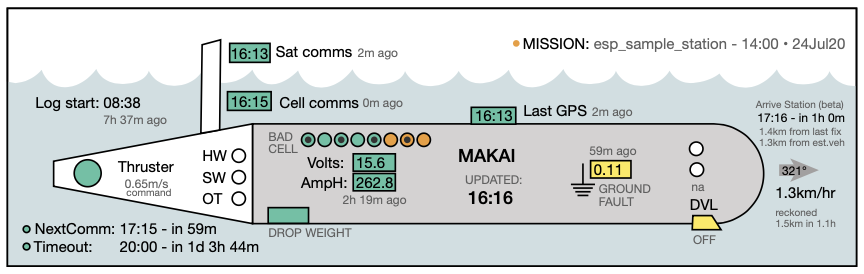 MISSION: esp_sample_station - 14:00 • 24Jul20
16:13 Sat comms 2m ago
Log start: 08:38
7h 37m ago
16:15 Cell comms 0m ago
16:13 Last GPS 2m ago
Arrive Station (beta)
17:16 - in 1h 0m
1.4km from last fix
1.3km from est.veh
BAD
CELL
Thruster
0.65m/s
command
HW
SW
OT
Volts: 15.6
AmpH: 262.8
2h 19m ago
MAKAI
UPDATED:
16:16
59m ago
0.11
GROUND
FAULT
na
DVL
OFF
321°
1.3km/hr
reckoned
1.5km in 1.1h
DROP WEIGHT
NextComm: 17:15 - in 59m
Timeout: 20:00 - in 1d 3h 44m